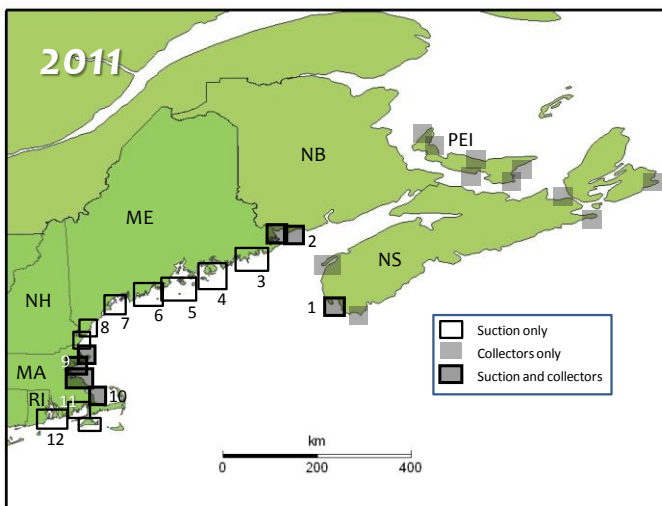 2011
PEI
NB
ME
2
3
NS
4
NH
5
6
7
1
8
Suction only
Collectors only
Suction and collectors
9
MA
RI
10
11
12
km
0 200 400